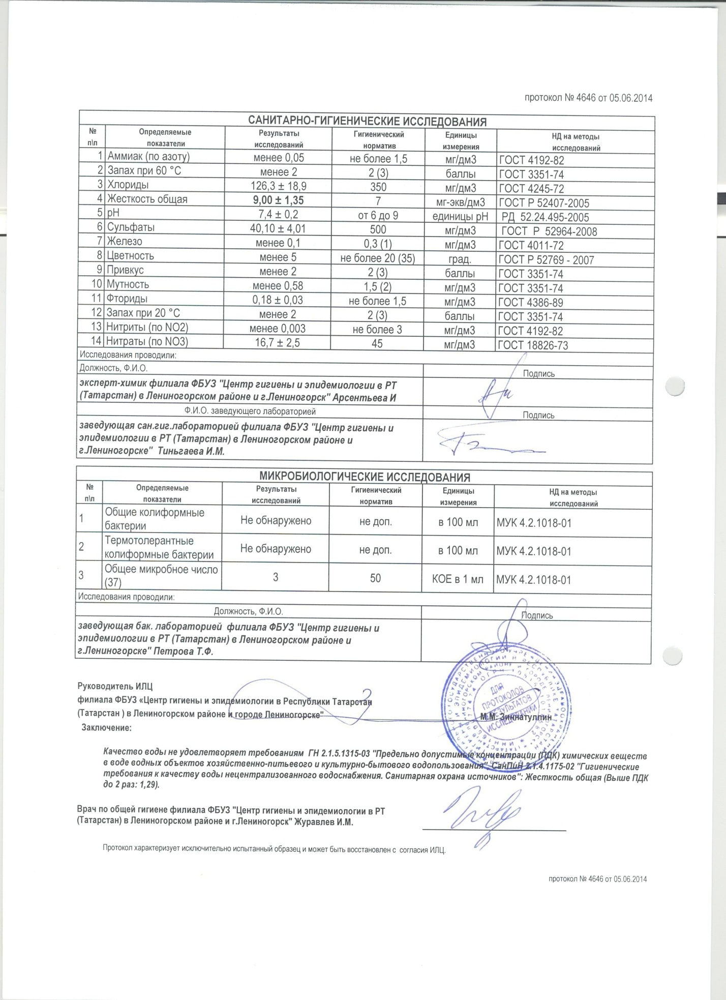 протокол № 4646 от 05.06.2014
САНИТАРНО-ГИГИЕНИЧЕСКИЕ ИССЛЕДОВАНИЯ
№ п\п Определяемые показатели Результаты исследований Гигиенический норматив Единицы измерения НД на методы исследований
1 Аммиак (по азоту) менее 0,05 не более 1,5 мг/дм3 ГОСТ 4192-82
2 Запах при 60 °С менее 2 2 (3) баллы ГОСТ 3351-74
3 Хлориды 126,3 ± 18,9 350 мг/дм3 ГОСТ 4245-72
4 Жесткость общая 9,00 ± 1,35 7 мг-экв/дм3 ГОСТ Р 52407-2005
5 pH 7,4 ± 0,2 от 6 до 9 единицы pH РД 52.24.495-2005
6 Сульфаты 40,10 ± 4,01 500 мг/дм3 ГОСТ Р 52964-2008
7 Железо менее 0,1 0,3 (1) мг/дм3 ГОСТ 4011-72
8 Цветность менее 5 не более 20 (35) град. ГОСТ Р 52769 - 2007
9 Привкус менее 2 2 (3) баллы ГОСТ 3351-74
10 Мутность менее 0,58 1,5 (2) мг/дм3 ГОСТ 3351-74
11 Фториды 0,18 ± 0,03 не более 1,5 мг/дм3 ГОСТ 4386-89
12 Запах при 20 °С менее 2 2 (3) баллы ГОСТ 3351-74
13 Нитриты (по NO2) менее 0,003 не более 3 мг/дм3 ГОСТ 4192-82
14 Нитраты (по NO3) 16,7 ± 2,5 45 мг/дм3 ГОСТ 18826-73
Исследования проводили:
Должность, Ф.И.О. Подпись
эксперт-химик филиала ФБУЗ "Центр гигиены и эпидемиологии в РТ
(Татарстан) в Лениногорском районе и г.Лениногорск" Арсентьева И
Ф.И.О. заведующего лабораторией Подпись
заведующая сан.гиг.лабораторией филиала ФБУЗ "Центр гигиены и
эпидемиологии в РТ (Татарстан) в Лениногорском районе и
г.Лениногорске" Тиньгаева И.М.
МИКРОБИОЛОГИЧЕСКИЕ ИССЛЕДОВАНИЯ
№ п\п Определяемые показатели Результаты исследований Гигиенический норматив Единицы измерения НД на методы исследований
1 Общие колиформные бактерии Не обнаружено не доп. в 100 мл МУК 4.2.1018-01
2 Термотолерантные колиформные бактерии Не обнаружено не доп. в 100 мл МУК 4.2.1018-01
3 Общее микробное число (37) 3 50 КОЕ в 1 мл МУК 4.2.1018-01
Исследования проводили:
Должность, Ф.И.О. Подпись
заведующая бак. лабораторией филиала ФБУЗ "Центр гигиены и
эпидемиологии в РТ (Татарстан) в Лениногорском районе и
г.Лениногорске" Петрова Т.Ф.
Руководитель ИЛЦ
филиала ФБУЗ «Центр гигиены и эпидемиологии в Республики Татарстан
(Татарстан ) в Лениногорском районе и городе Лениногорске" М.М. Зиннатуллин
ДЛЯ
ПРОТОКОЛОВ
РЕЗУЛЬТАТОВ
ИССЛЕДОВАНИЙ
Заключение:
Качество воды не удовлетворяет требованиям ГН 2.1.5.1315-03 "Предельно допустимые концентрации (ПДК) химических веществ
в воде водных объектов хозяйственно-питьевого и культурно-бытового водопользования", СанПиН 2.1.4.1175-02 "Гигиенические
требования к качеству воды нецентрализованного водоснабжения. Санитарная охрана источников": Жесткость общая (Выше ПДК
до 2 раз: 1,29).
Врач по общей гигиене филиала ФБУЗ "Центр гигиены и эпидемиологии в РТ
(Татарстан) в Лениногорском районе и г.Лениногорск" Журавлев И.М.
Протокол характеризует исключительно испытанный образец и может быть восстановлен с согласия ИЛЦ.
протокол № 4646 от 05.06.2014